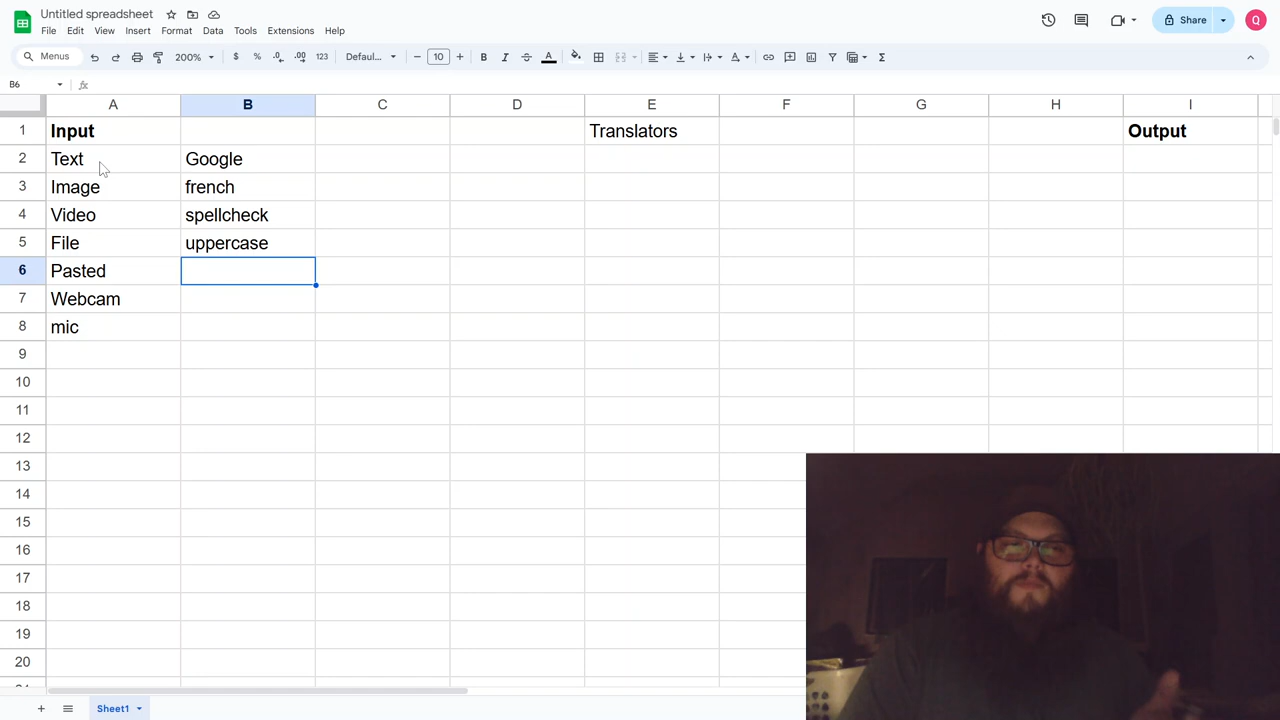 Untitled spreadsheet
File Edit View Insert Format Data Tools Extensions Help
Share
Q
Menus 200% $ % .0 .00 123 Defaul... 10 B I A Σ
B6 fx
A B C D E F G H I
1 Input Translators Output
2 Text Google
3 Image french
4 Video spellcheck
5 File uppercase
6 Pasted
7 Webcam
8 mic
9
10
11
12
13
14
15
16
17
18
19
20
Sheet1